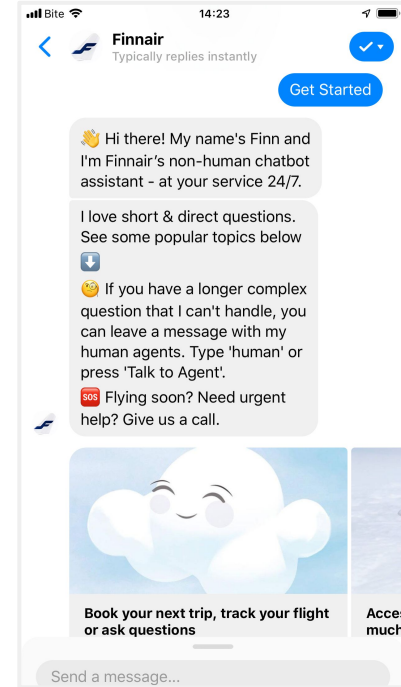 Bite 14:23
Finnair
Typically replies instantly
Get Started
👋 Hi there! My name's Finn and
I'm Finnair’s non-human chatbot
assistant - at your service 24/7.
I love short & direct questions.
See some popular topics below
⬇️
🧐 If you have a longer complex
question that I can't handle, you
can leave a message with my
human agents. Type 'human' or
press 'Talk to Agent'.
🆘 Flying soon? Need urgent
help? Give us a call.
Book your next trip, track your flight
or ask questions
Send a message...